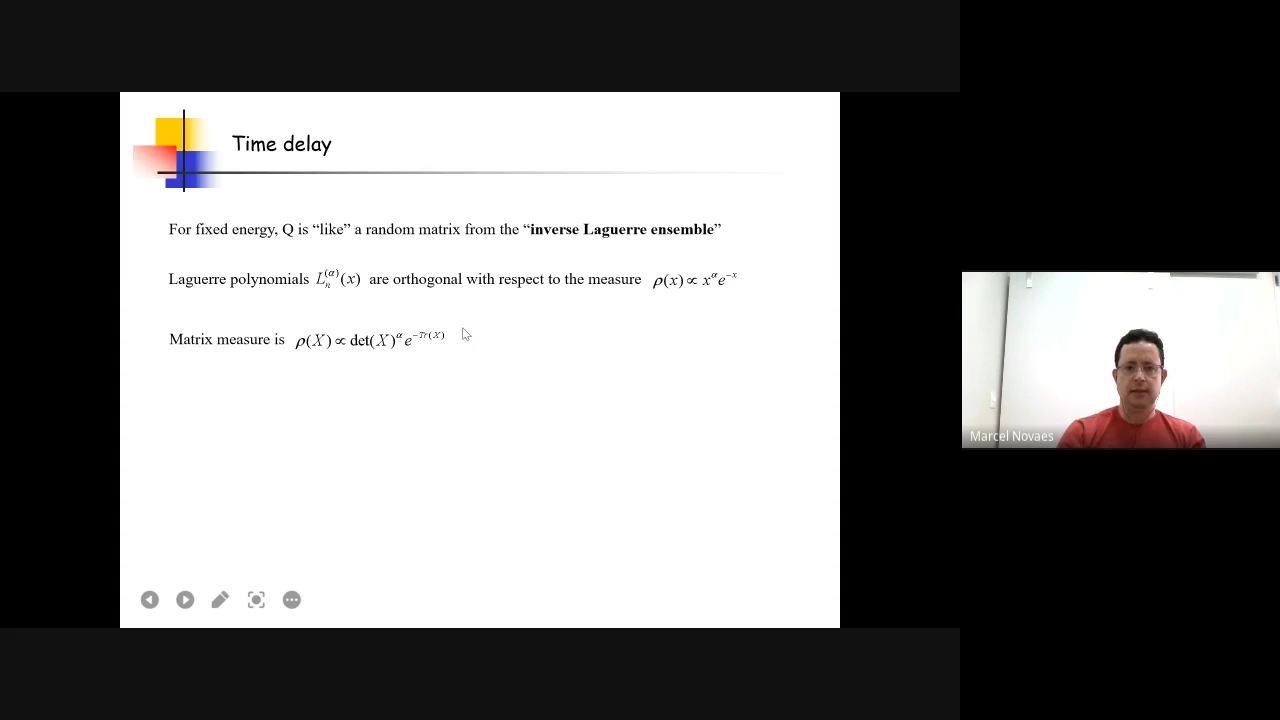 Time delay
For fixed energy, Q is “like” a random matrix from the “inverse Laguerre ensemble”
Laguerre polynomials L_n^{(α)}(x) are orthogonal with respect to the measure ρ(x) ∝ x^α e^{-x}
Matrix measure is ρ(X) ∝ det(X)^α e^{-Tr(X)}
Marcel Novaes